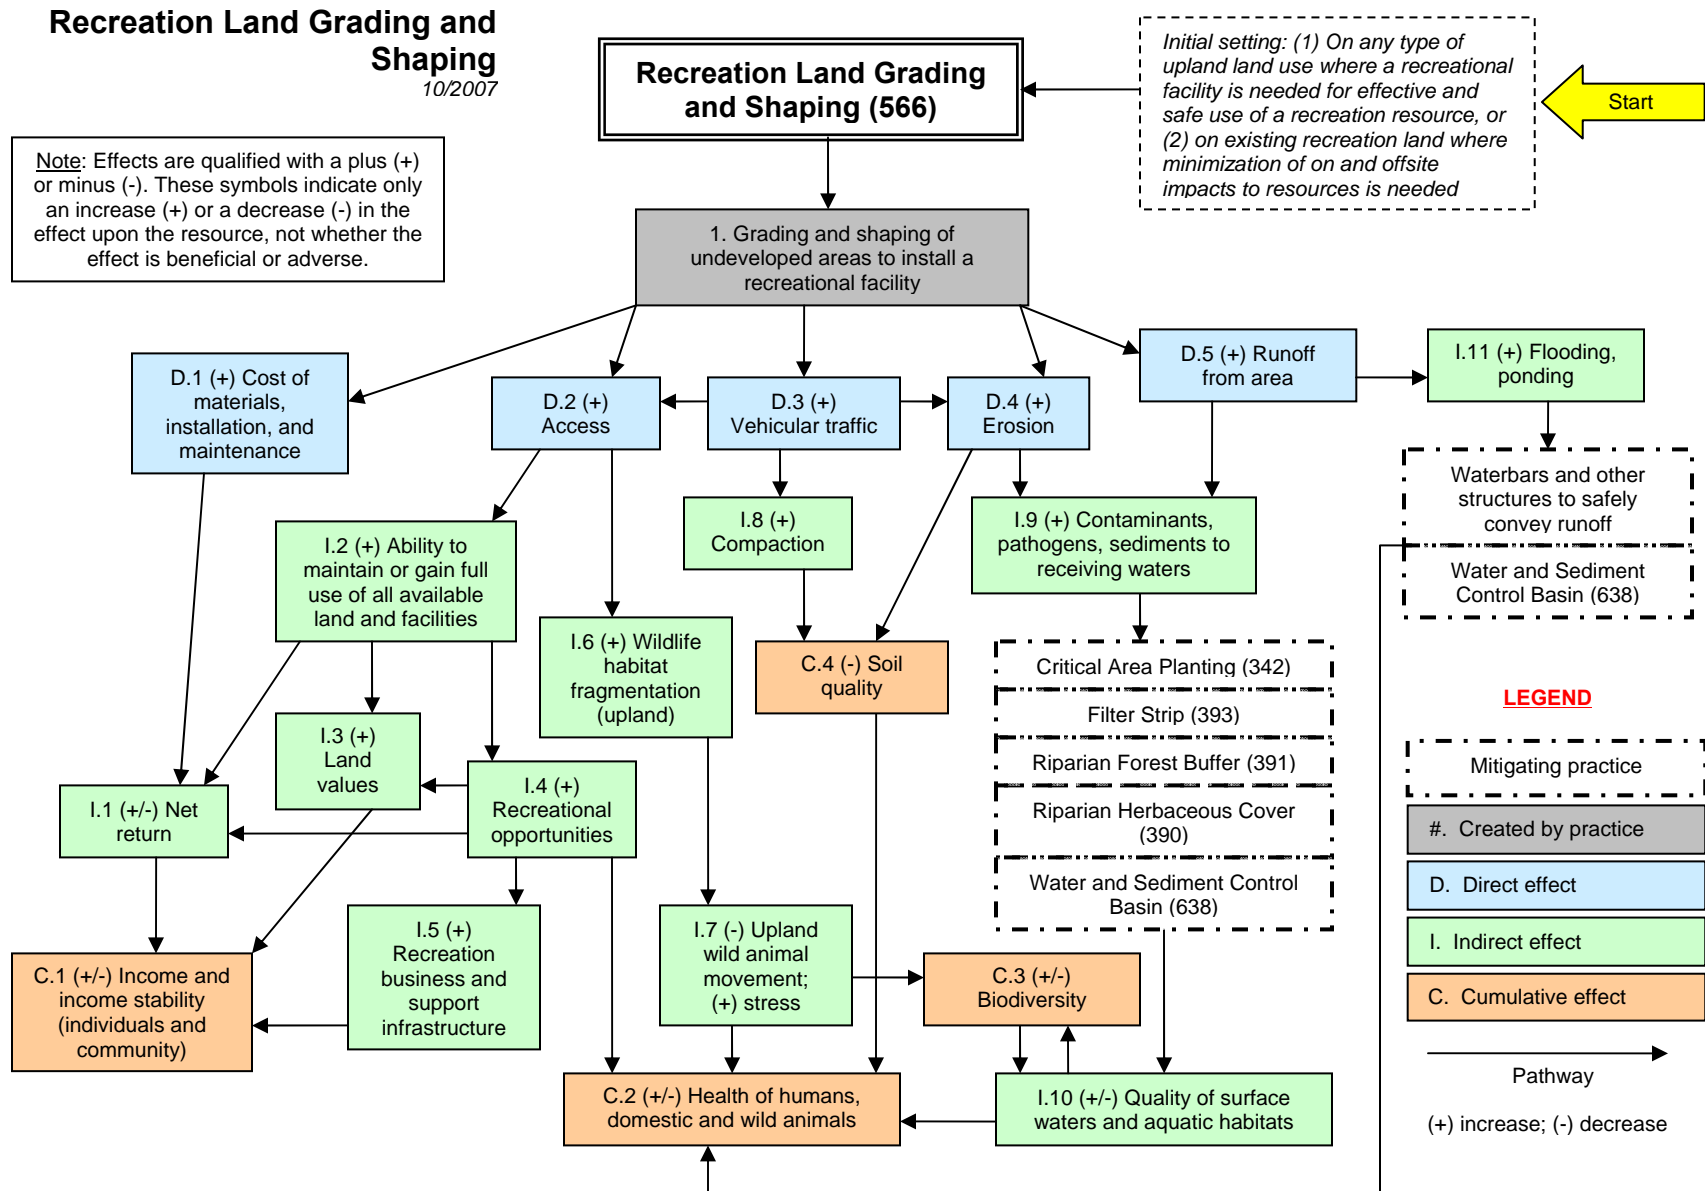 Recreation Land Grading and
Shaping
10/2007
Recreation Land Grading
and Shaping (566)
Initial setting: (1) On any type of
upland land use where a recreational
facility is needed for effective and
safe use of a recreation resource, or
(2) on existing recreation land where
minimization of on and offsite
impacts to resources is needed
Start
Note: Effects are qualified with a plus (+)
or minus (-). These symbols indicate only
an increase (+) or a decrease (-) in the
effect upon the resource, not whether the
effect is beneficial or adverse.
1. Grading and shaping of
undeveloped areas to install a
recreational facility
D.1 (+) Cost of
materials,
installation, and
maintenance
D.2 (+)
Access
D.3 (+)
Vehicular traffic
D.4 (+)
Erosion
D.5 (+) Runoff
from area
I.11 (+) Flooding,
ponding
Waterbars and other
structures to safely
convey runoff
Water and Sediment
Control Basin (638)
I.2 (+) Ability to
maintain or gain full
use of all available
land and facilities
I.8 (+)
Compaction
I.9 (+) Contaminants,
pathogens, sediments to
receiving waters
I.6 (+) Wildlife
habitat
fragmentation
(upland)
C.4 (-) Soil
quality
Critical Area Planting (342)
Filter Strip (393)
Riparian Forest Buffer (391)
Riparian Herbaceous Cover
(390)
Water and Sediment Control
Basin (638)
I.3 (+)
Land
values
I.1 (+/-) Net
return
I.4 (+)
Recreational
opportunities
I.5 (+)
Recreation
business and
support
infrastructure
I.7 (-) Upland
wild animal
movement;
(+) stress
C.3 (+/-)
Biodiversity
C.1 (+/-) Income and
income stability
(individuals and
community)
C.2 (+/-) Health of humans,
domestic and wild animals
I.10 (+/-) Quality of surface
waters and aquatic habitats
LEGEND
Mitigating practice
#. Created by practice
D. Direct effect
I. Indirect effect
C. Cumulative effect
Pathway
(+) increase; (-) decrease